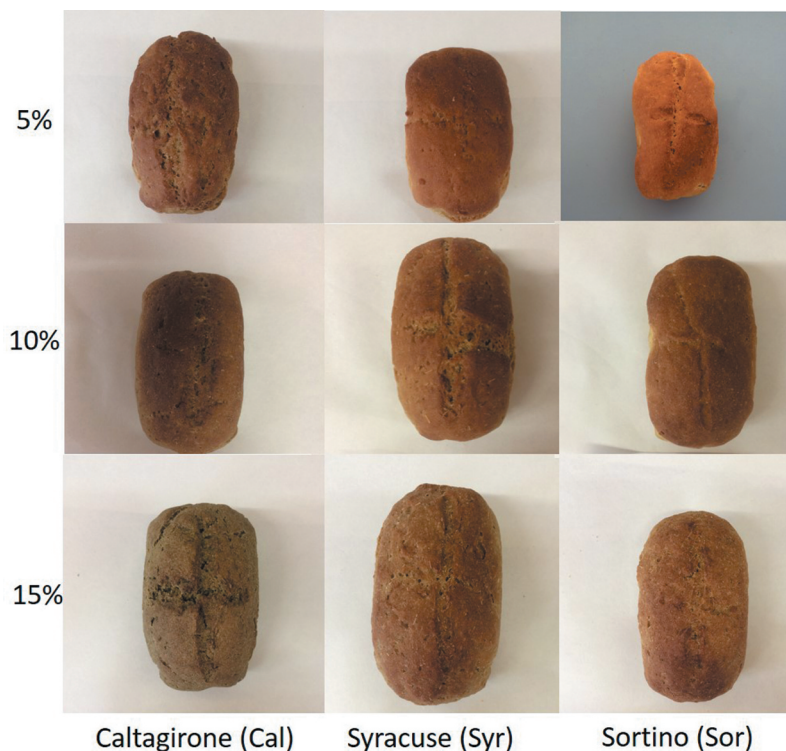 5%
10%
15%
Caltagirone (Cal)
Syracuse (Syr)
Sortino (Sor)